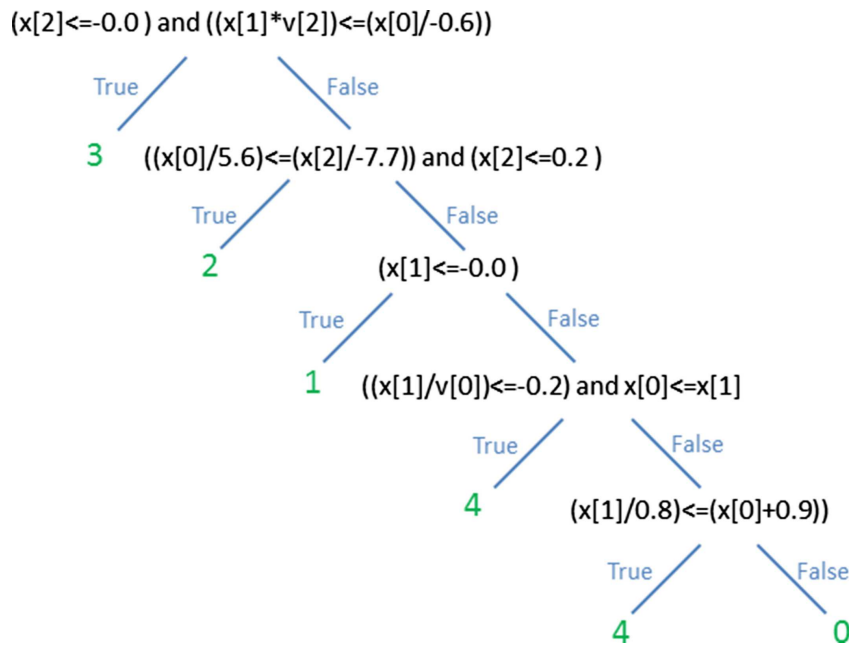 (x[2]<=-0.0 ) and ((x[1]*v[2])<=(x[0]/-0.6))
True False
3 ((x[0]/5.6)<=(x[2]/-7.7)) and (x[2]<=0.2 )
True False
2 (x[1]<=-0.0 )
True False
1 ((x[1]/v[0])<=-0.2) and x[0]<=x[1]
True False
4 (x[1]/0.8)<=(x[0]+0.9))
True False
4 0